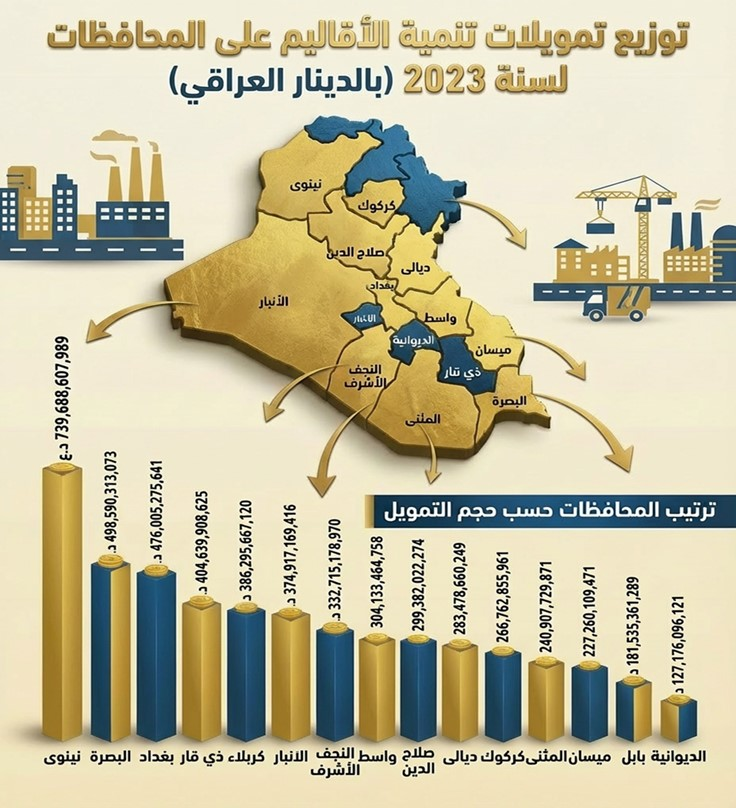 توزيع تمويلات تنمية الأقاليم على المحافظات
لسنة 2023 (بالدينار العراقي)
نينوى
كركوك
صلاح الدين
ديالى
بغداد
الأنبار
واسط
الديوانية
ميسان
ذي قار
النجف
الأشرف
البصرة
المثنى
ترتيب المحافظات حسب حجم التمويل
739,688,607,989 د.ع
498,590,313,073 د.
476,005,275,641 د.
404,639,908,625 د.
386,295,667,120 د.
374,917,169,416 د.
332,715,178,970 د.
304,133,464,758
299,382,022,274
283,478,660,249
266,762,855,961
240,907,729,871
227,260,109,471
181,535,361,289 د.
127,176,096,121 د.
نينوى
البصرة
بغداد
ذي قار
كربلاء
الأنبار
النجف
الأشرف
واسط
صلاح
الدين
ديالى
كركوك
المثنى
ميسان
بابل
الديوانية